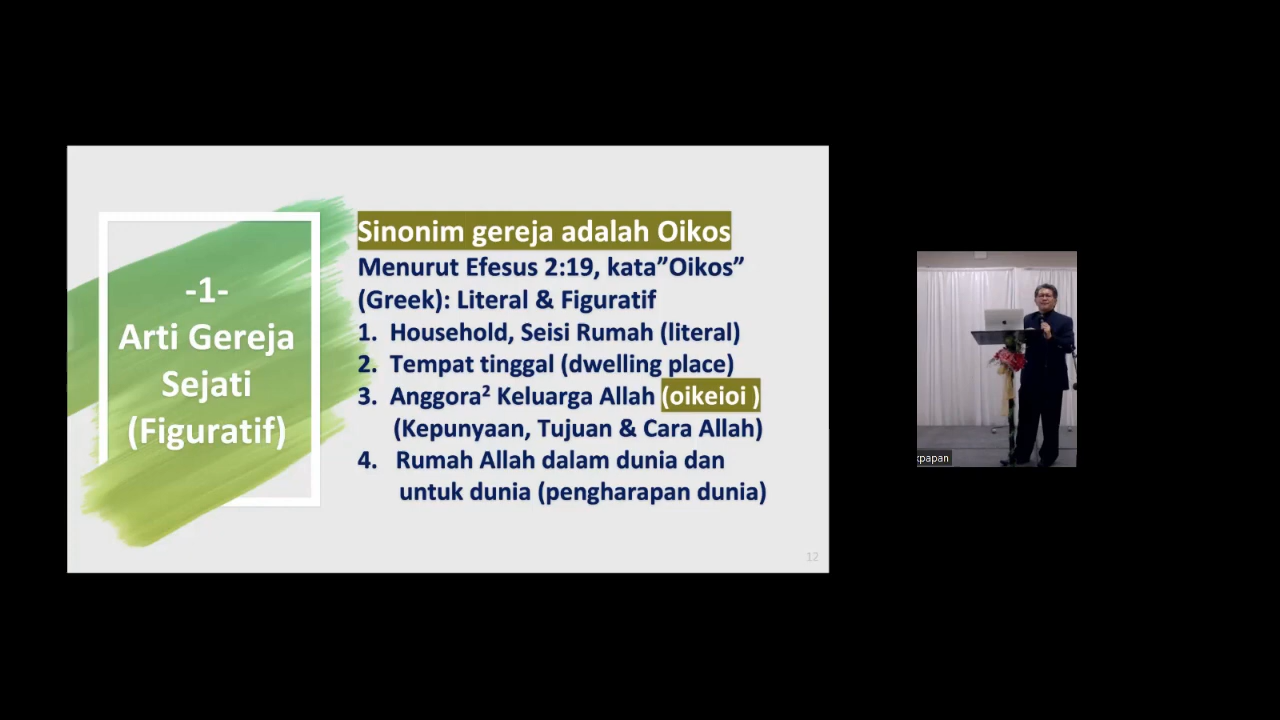 -1-
Arti Gereja
Sejati
(Figuratif)
Sinonim gereja adalah Oikos
Menurut Efesus 2:19, kata”Oikos”
(Greek): Literal & Figuratif
1. Household, Seisi Rumah (literal)
2. Tempat tinggal (dwelling place)
3. Anggora² Keluarga Allah (oikeioi )
(Kepunyaan, Tujuan & Cara Allah)
4. Rumah Allah dalam dunia dan
untuk dunia (pengharapan dunia)
12